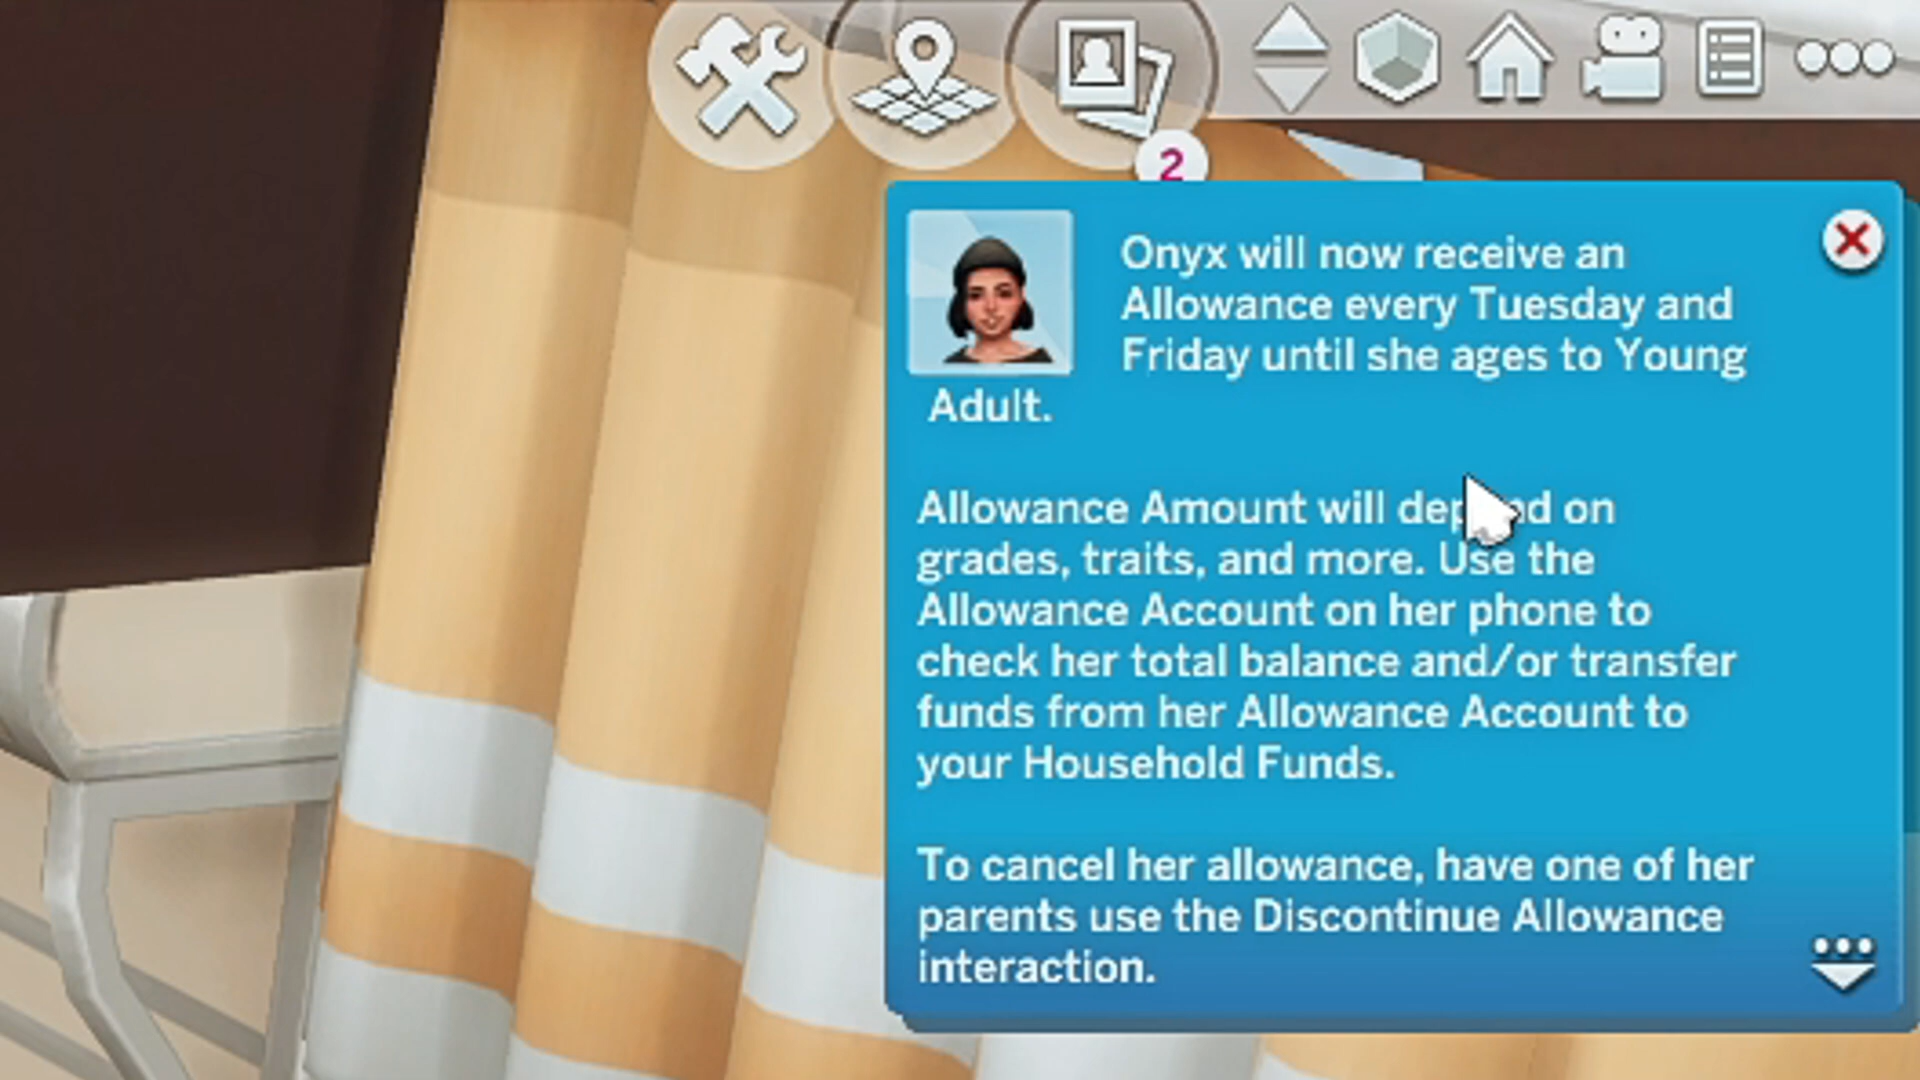 2
Onyx will now receive an
Allowance every Tuesday and
Friday until she ages to Young
Adult.
Allowance Amount will depend on
grades, traits, and more. Use the
Allowance Account on her phone to
check her total balance and/or transfer
funds from her Allowance Account to
your Household Funds.
To cancel her allowance, have one of her
parents use the Discontinue Allowance
interaction.